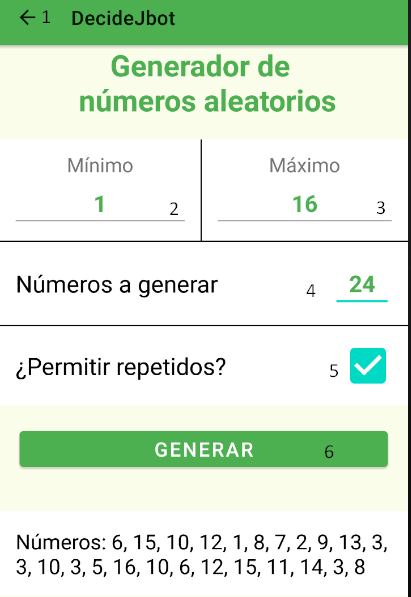 ← 1 DecideJbot
Generador de
números aleatorios
Mínimo Máximo
1 2 16 3
Números a generar 4 24
¿Permitir repetidos? 5
GENERAR 6
Números: 6, 15, 10, 12, 1, 8, 7, 2, 9, 13, 3,
3, 10, 3, 5, 16, 10, 6, 12, 15, 11, 14, 3, 8